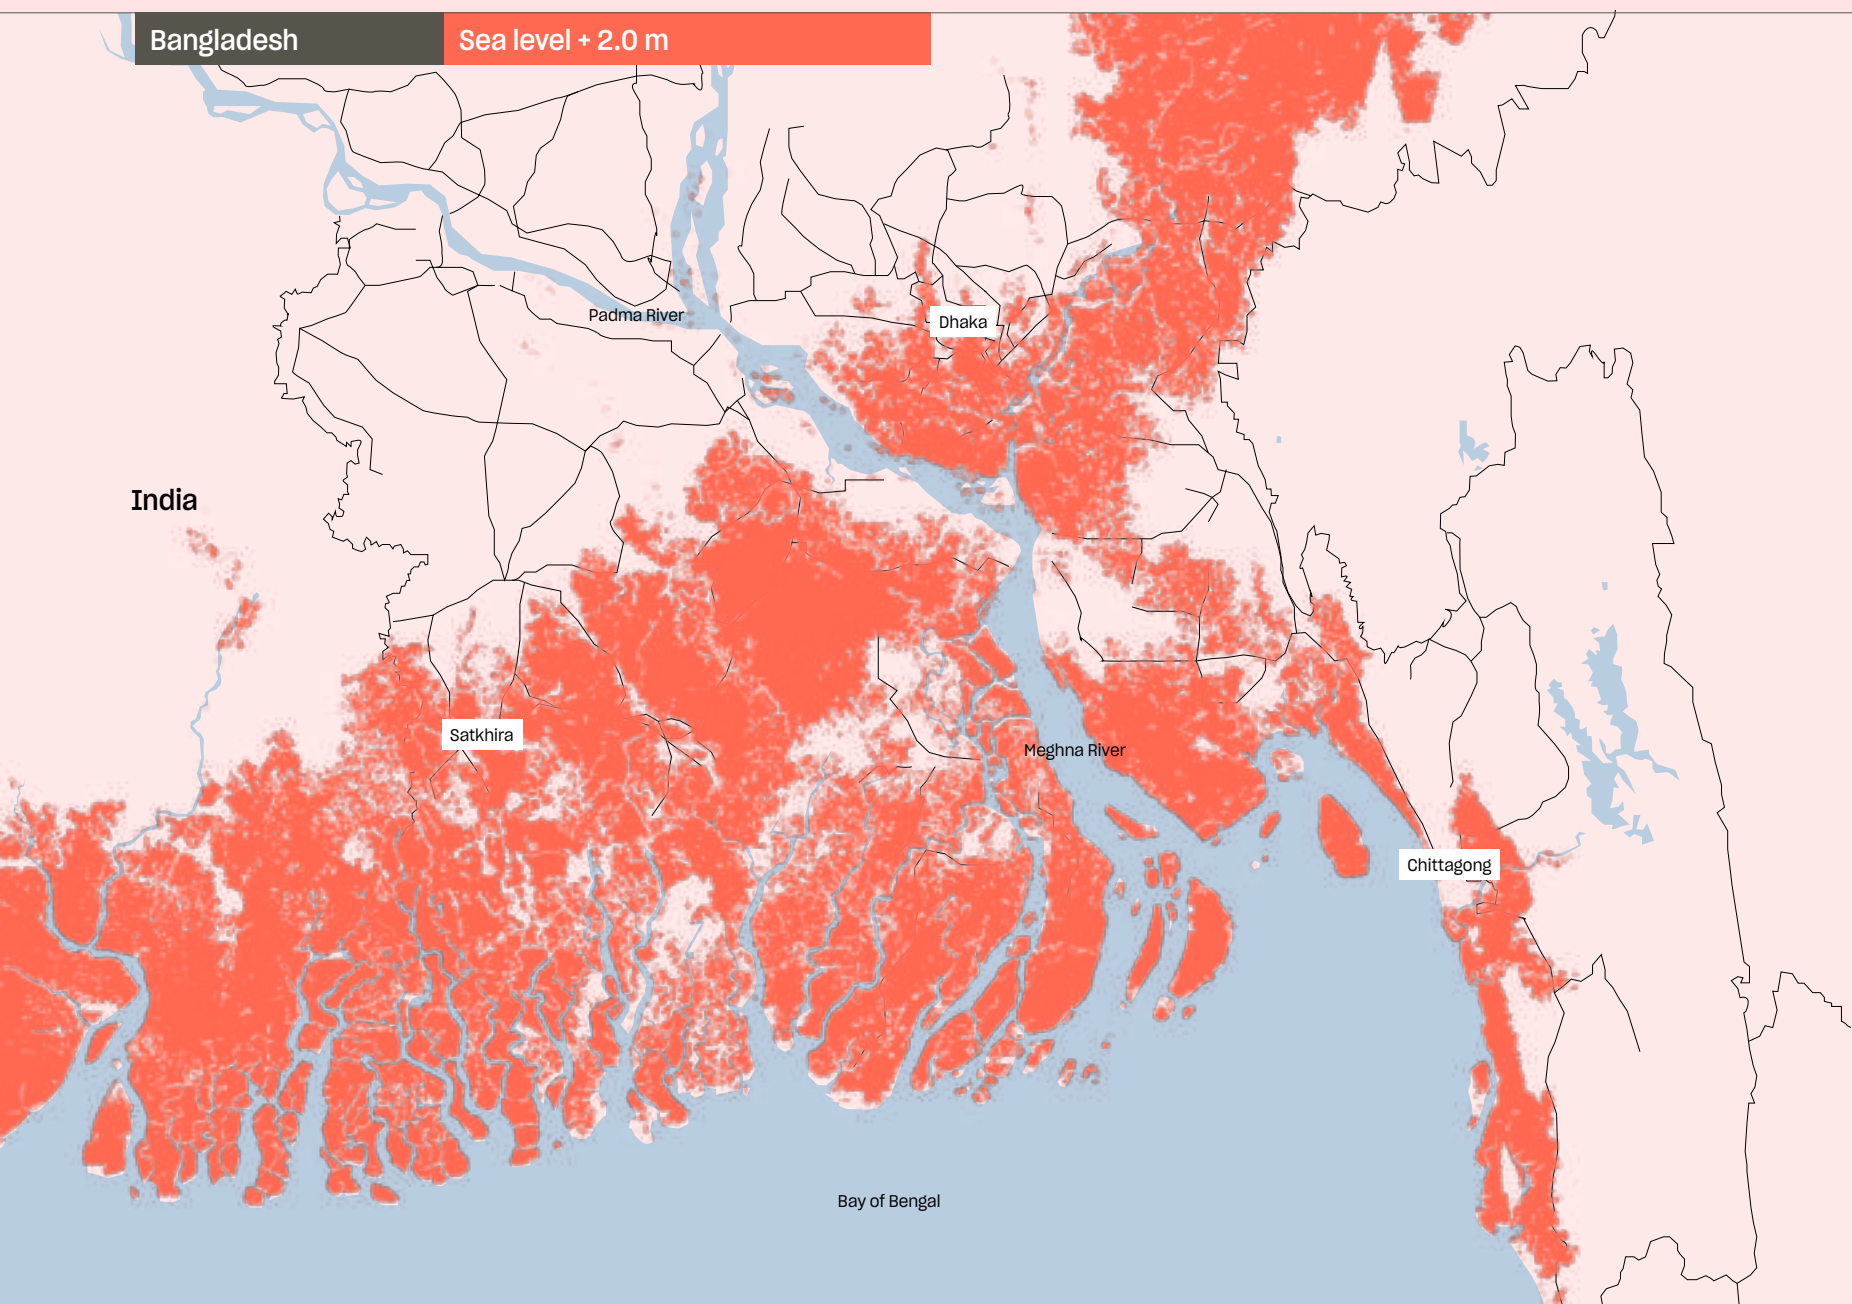 Bangladesh
Sea level + 2.0 m
Padma River
Dhaka
India
Satkhira
Meghna River
Chittagong
Bay of Bengal